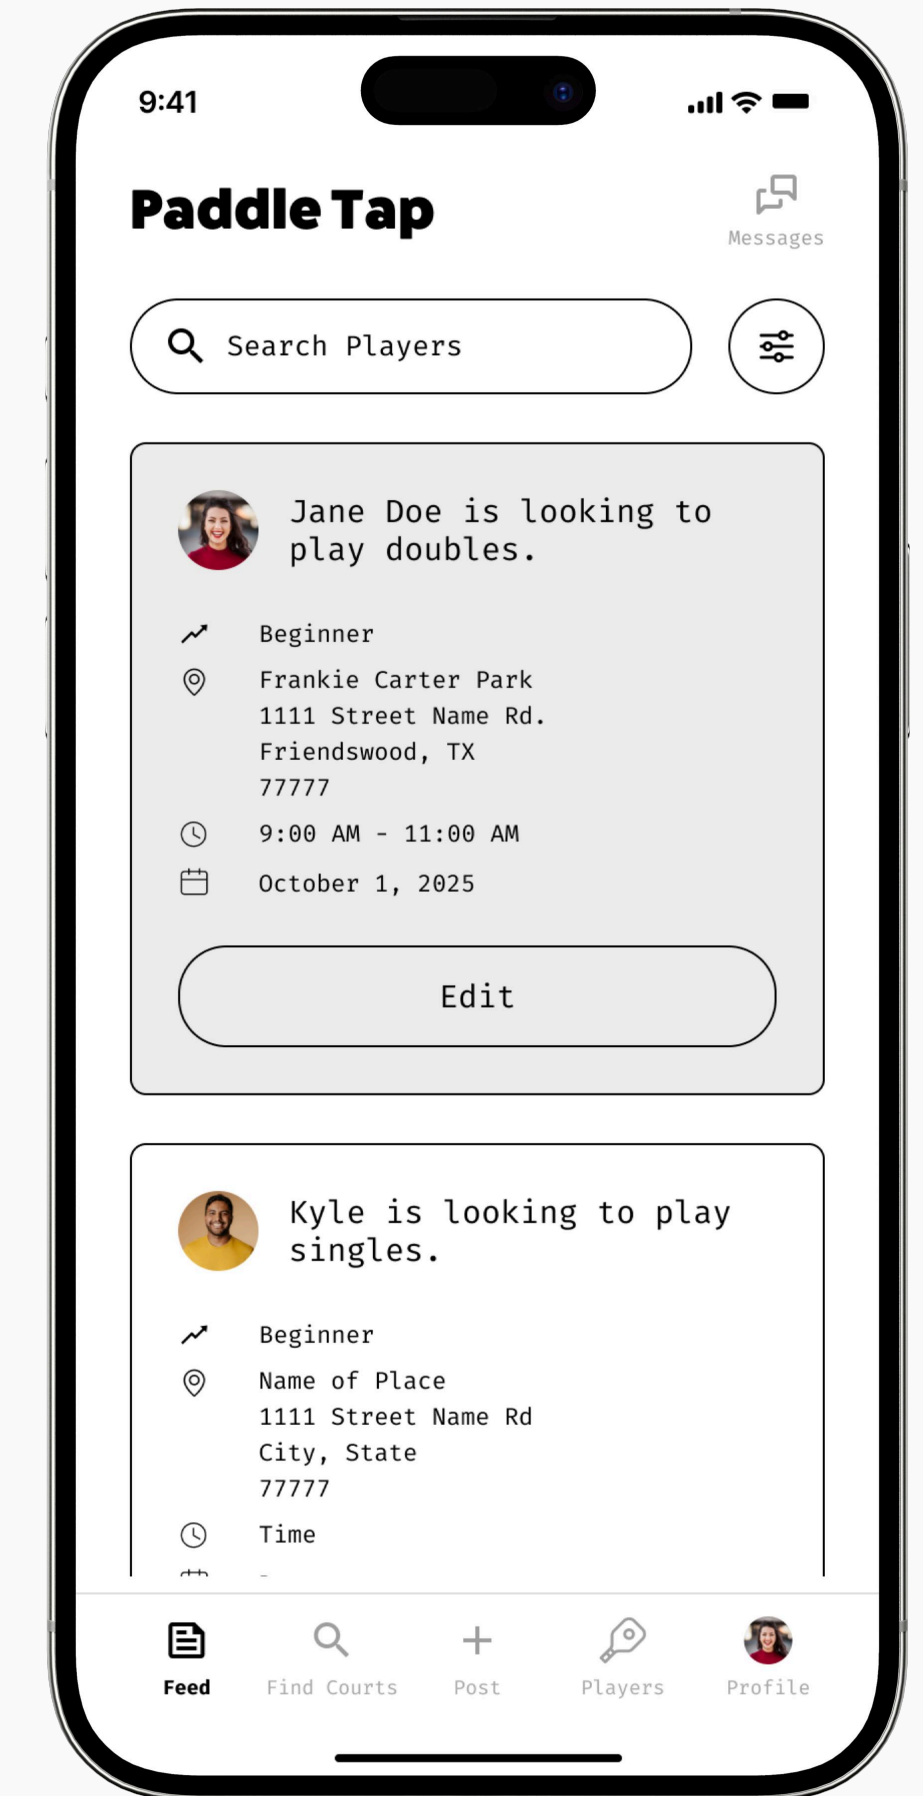 9:41
Paddle Tap
Messages
Search Players
Jane Doe is looking to
play doubles.
Beginner
Frankie Carter Park
1111 Street Name Rd.
Friendswood, TX
77777
9:00 AM - 11:00 AM
October 1, 2025
Edit
Kyle is looking to play
singles.
Beginner
Name of Place
1111 Street Name Rd
City, State
77777
Time
Feed
Find Courts
Post
Players
Profile